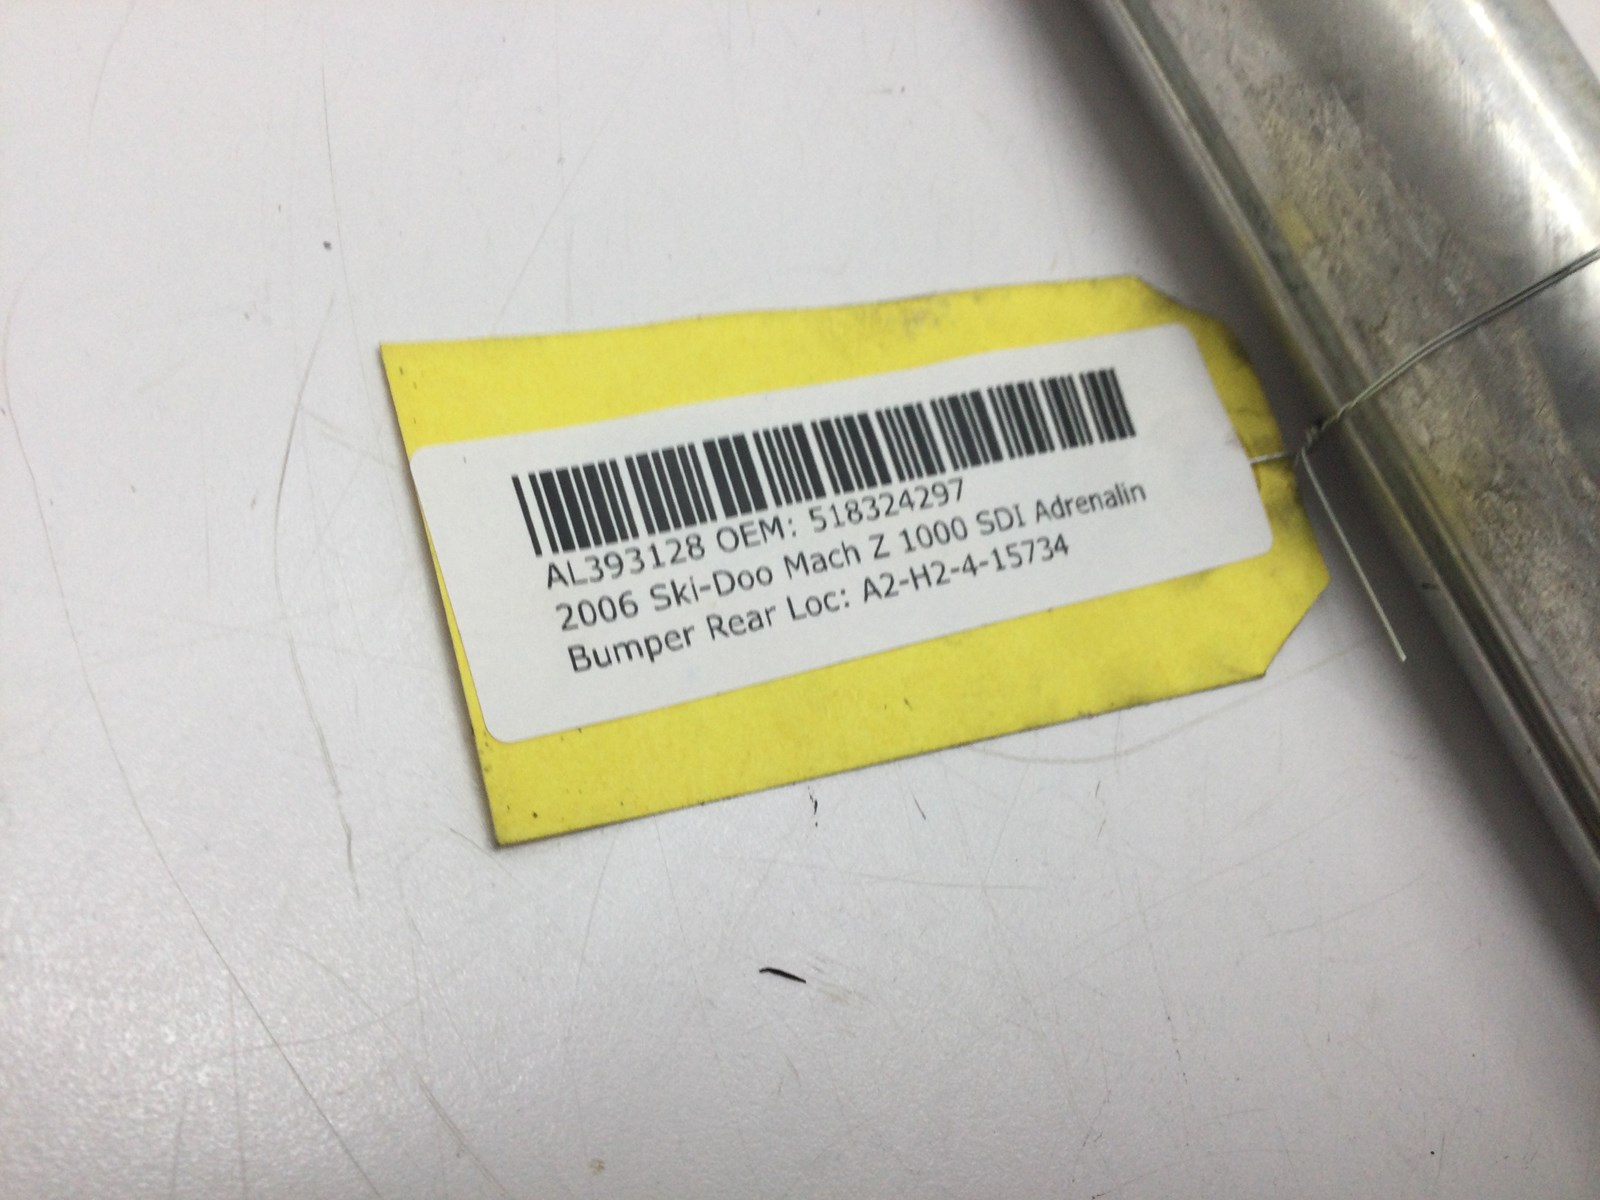 AL393128 OEM: 518324297
2006 Ski-Doo Mach Z 1000 SDI Adrenalin
Bumper Rear Loc: A2-H2-4-15734